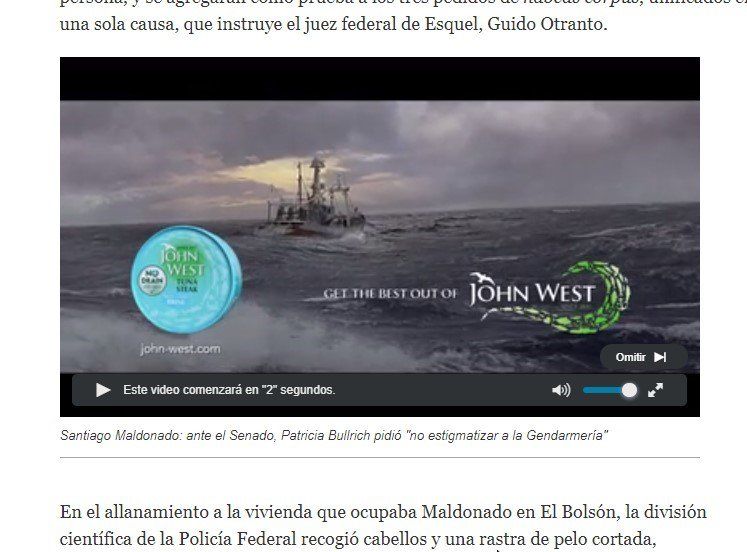 una sola causa, que instruye el juez federal de Esquel, Guido Otranto.
JOHN
WEST
NO
DRAIN
TUNA
STEAK
GET THE BEST OUT OF JOHN WEST
john-west.com
Omitir
Este video comenzará en "2" segundos.
Santiago Maldonado: ante el Senado, Patricia Bullrich pidió "no estigmatizar a la Gendarmería"
En el allanamiento a la vivienda que ocupaba Maldonado en El Bolsón, la división
científica de la Policía Federal recogió cabellos y una rastra de pelo cortada,